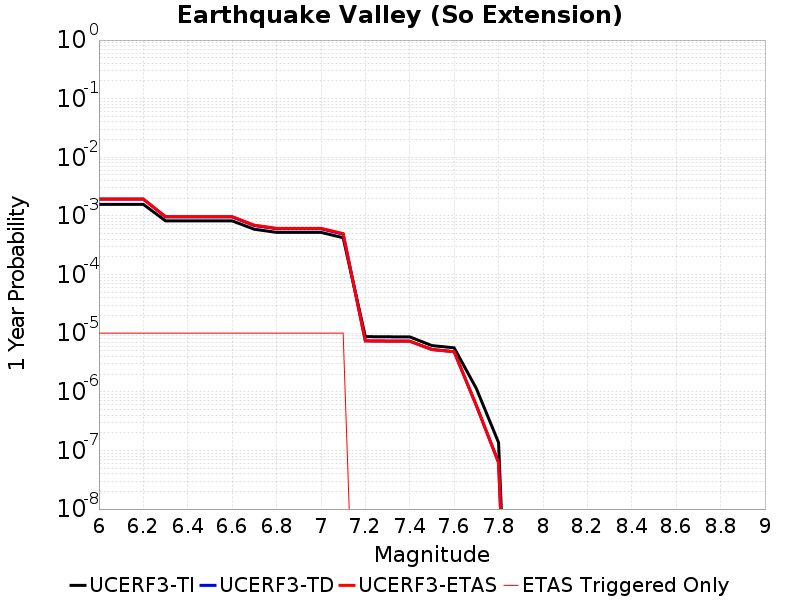 Earthquake Valley (So Extension)
10^0
10^-1
10^-2
10^-3
10^-4
10^-5
10^-6
10^-7
10^-8
1 Year Probability
6 6.2 6.4 6.6 6.8 7 7.2 7.4 7.6 7.8 8 8.2 8.4 8.6 8.8 9
Magnitude
UCERF3-TI UCERF3-TD UCERF3-ETAS ETAS Triggered Only